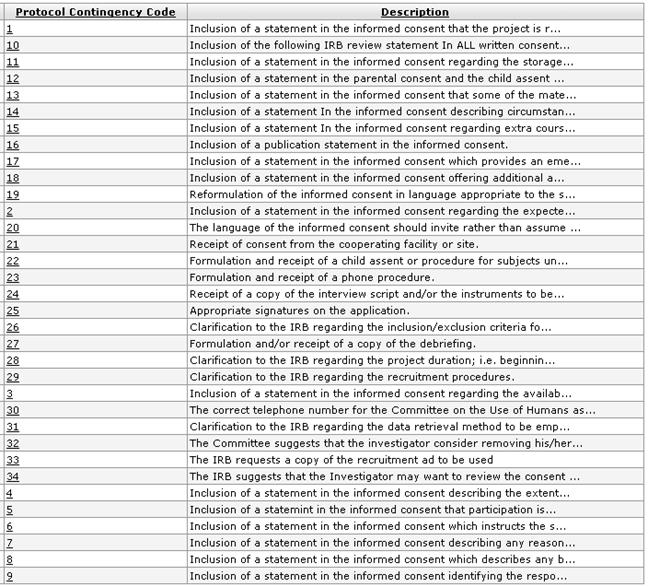 Protocol Contingency Code Description
1 Inclusion of a statement in the informed consent that the project is r...
10 Inclusion of the following IRB review statement In ALL written consent...
11 Inclusion of a statement in the informed consent regarding the storage...
12 Inclusion of a statement in the parental consent and the child assent ...
13 Inclusion of a statement in the informed consent that some of the mate...
14 Inclusion of a statement In the informed consent describing circumstan...
15 Inclusion of a statement In the informed consent regarding extra cours...
16 Inclusion of a publication statement in the informed consent.
17 Inclusion of a statement in the informed consent which provides an eme...
18 Inclusion of a statement in the informed consent offering additional a...
19 Reformulation of the informed consent in language appropriate to the s...
2 Inclusion of a statement in the informed consent regarding the expecte...
20 The language of the informed consent should invite rather than assume ...
21 Receipt of consent from the cooperating facility or site.
22 Formulation and receipt of a child assent or procedure for subjects un...
23 Formulation and receipt of a phone procedure.
24 Receipt of a copy of the interview script and/or the instruments to be...
25 Appropriate signatures on the application.
26 Clarification to the IRB regarding the inclusion/exclusion criteria fo...
27 Formulation and/or receipt of a copy of the debriefing.
28 Clarification to the IRB regarding the project duration; i.e. beginnin...
29 Clarification to the IRB regarding the recruitment procedures.
3 Inclusion of a statement in the informed consent regarding the availab...
30 The correct telephone number for the Committee on the Use of Humans as...
31 Clarification to the IRB regarding the data retrieval method to be emp...
32 The Committee suggests that the investigator consider removing his/her...
33 The IRB requests a copy of the recruitment ad to be used
34 The IRB suggests that the Investigator may want to review the consent ...
4 Inclusion of a statement in the informed consent describing the extent...
5 Inclusion of a statemint in the informed consent that participation is...
6 Inclusion of a statement in the informed consent which instructs the s...
7 Inclusion of a statement in the informed consent describing any reason...
8 Inclusion of a statement in the informed consent which describes any b...
9 Inclusion of a statement in the informed consent identifying the respo...